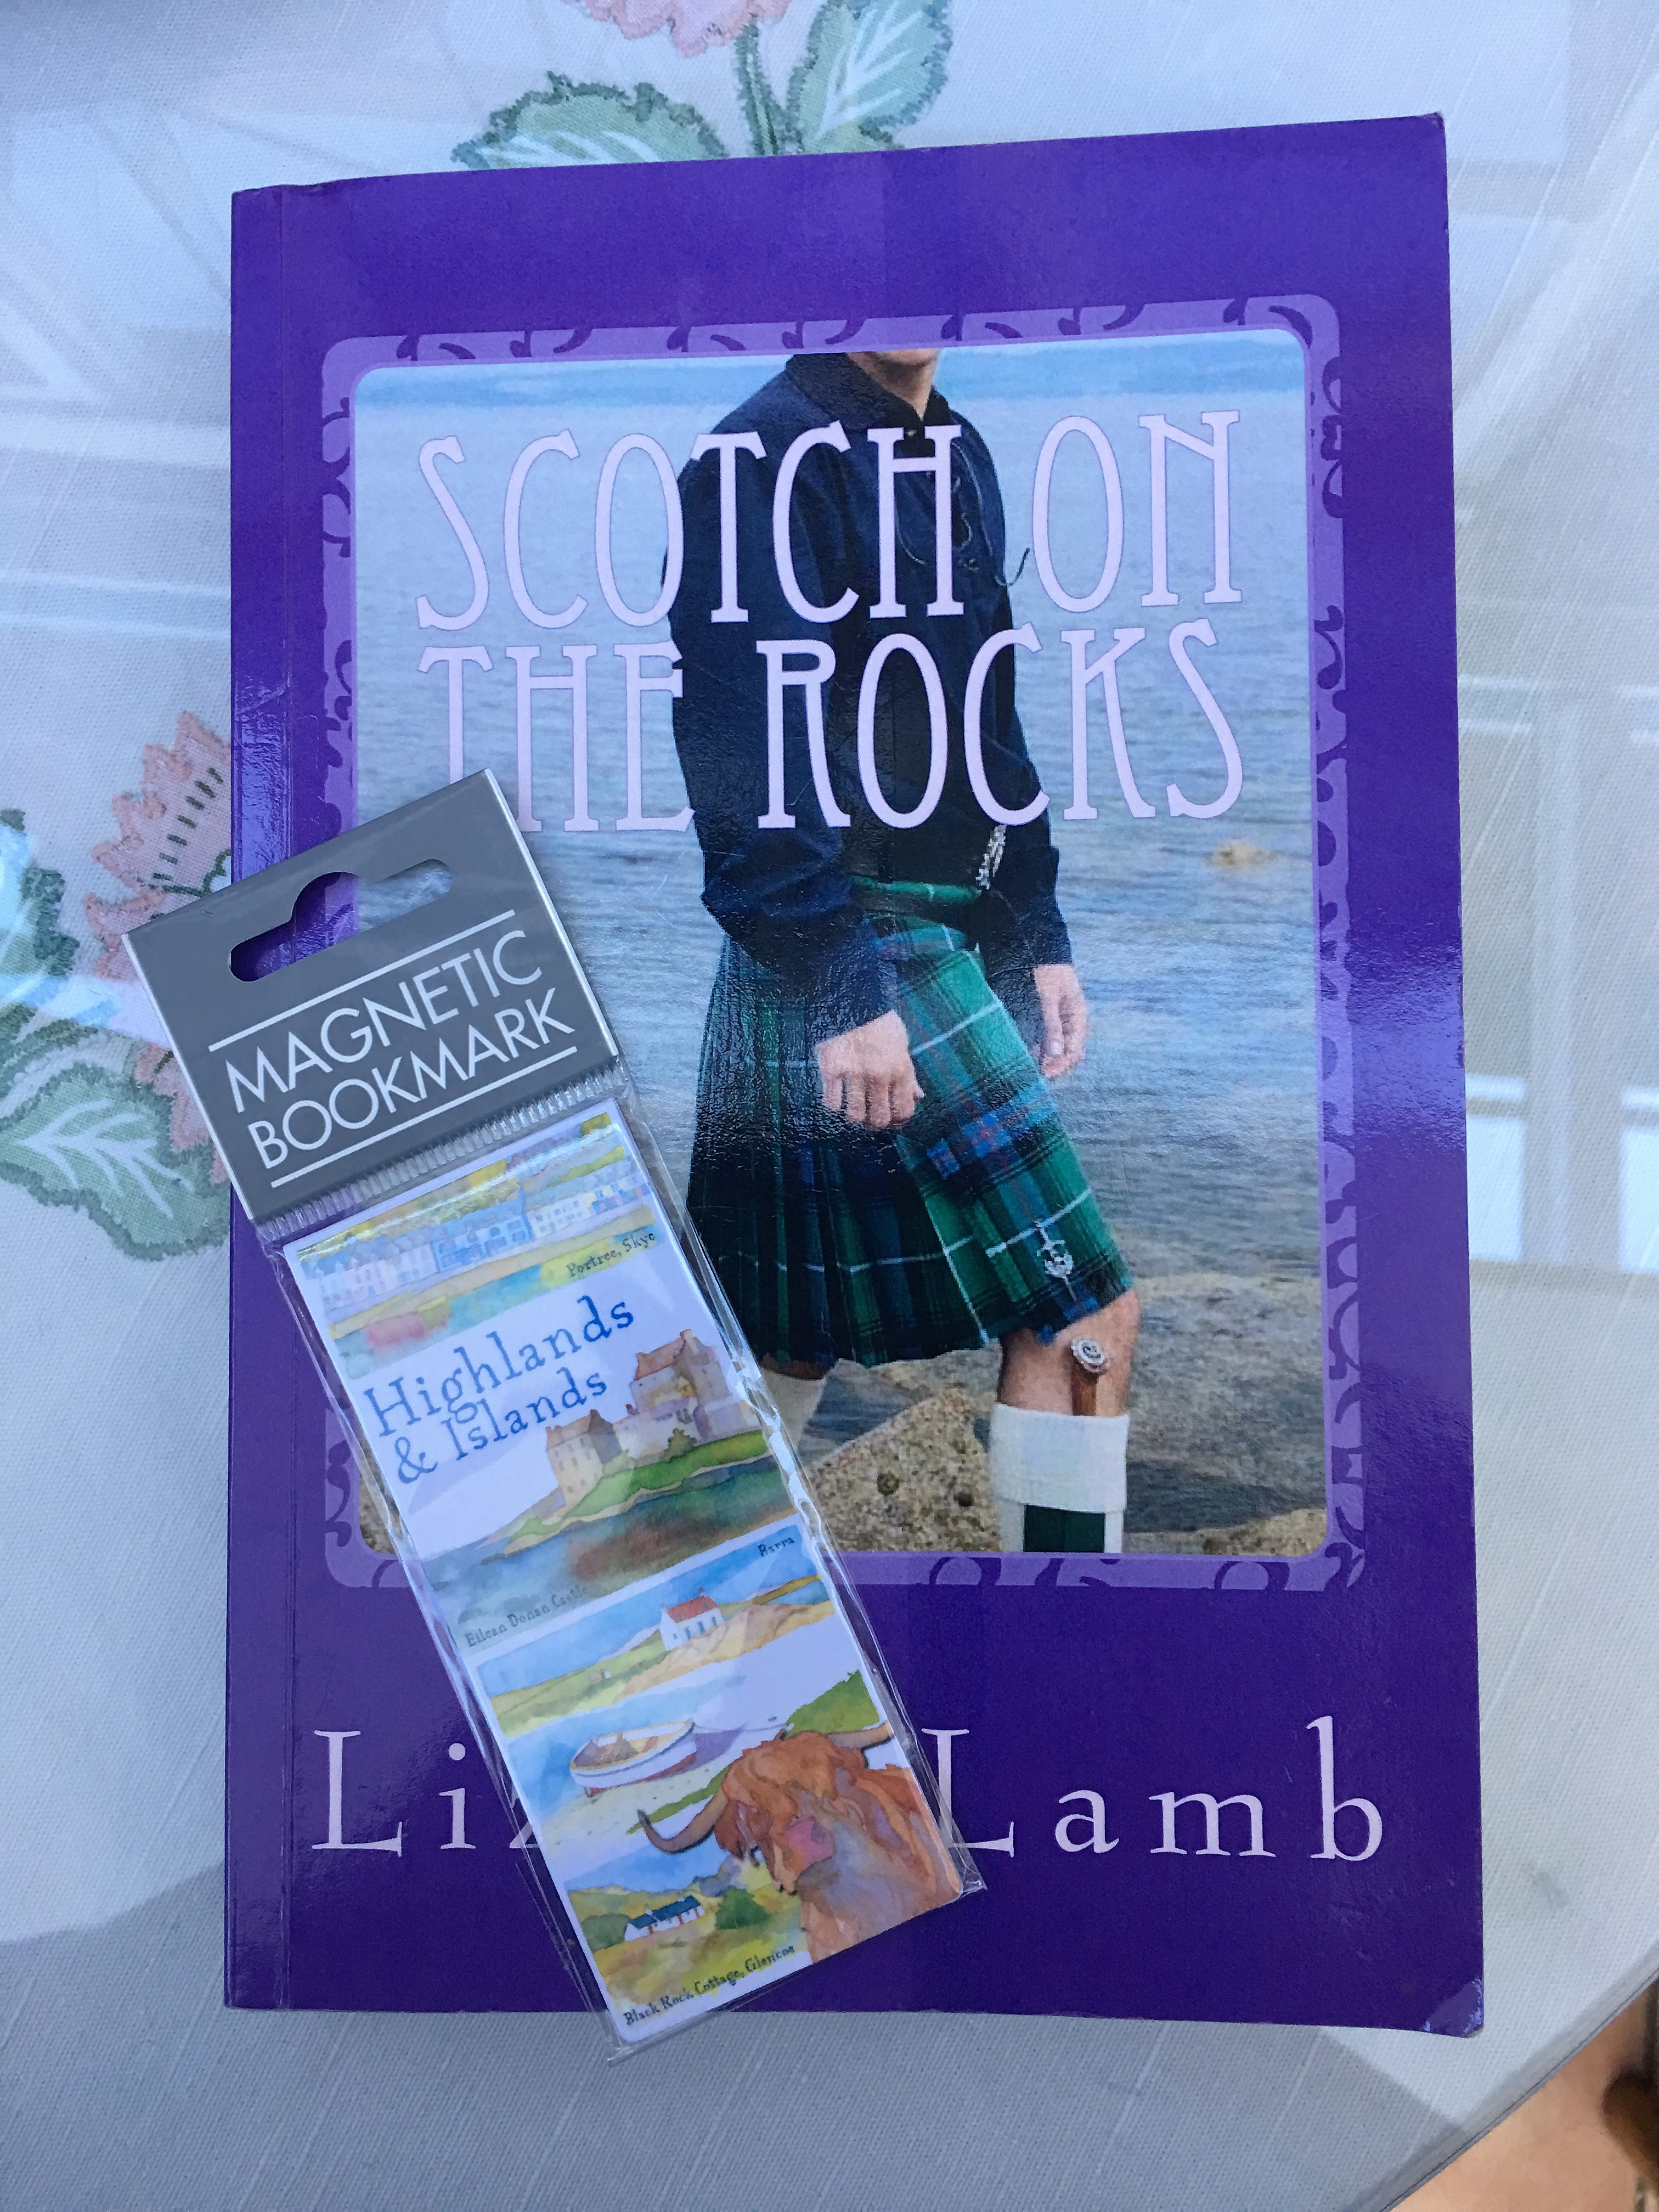 SCOTCH ON
THE ROCKS
MAGNETIC
BOOKMARK
Portree, Skye
Highlands
& Islands
Eilean Donan Castle
Barra
Black Rock Cottage, Glencoe
Lamb